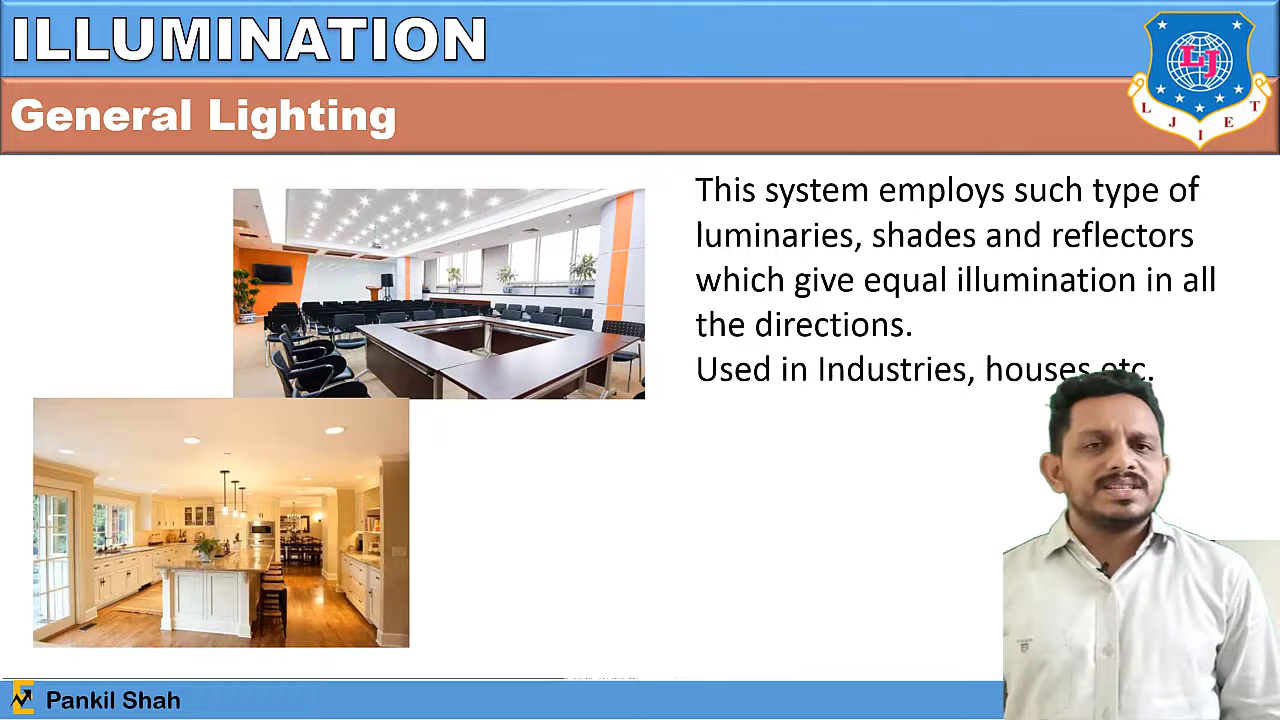 ILLUMINATION
General Lighting
LJ
L J I E T
This system employs such type of
luminaries, shades and reflectors
which give equal illumination in all
the directions.
Used in Industries, houses etc.
Pankil Shah